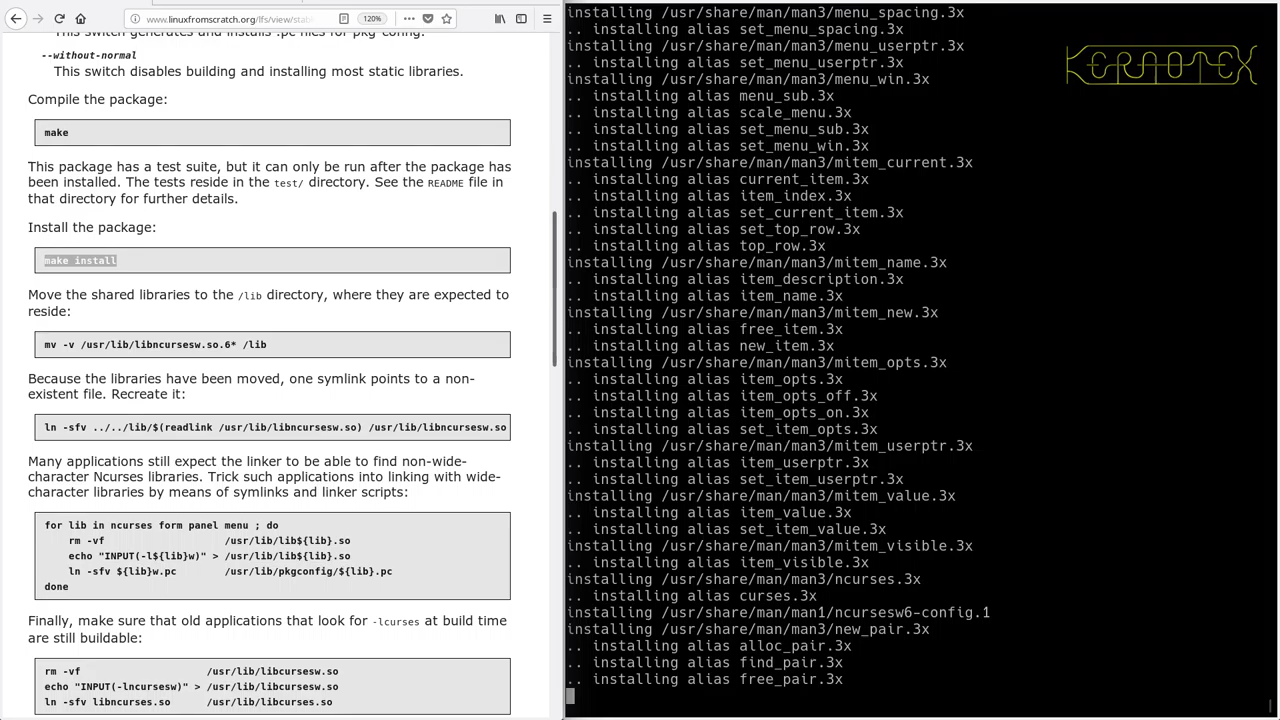 www.linuxfromscratch.org/lfs/view/stab
120%
This switch generates and installs .pc files for pkg-config.
--without-normal
This switch disables building and installing most static libraries.
Compile the package:
make
This package has a test suite, but it can only be run after the package has
been installed. The tests reside in the test/ directory. See the README file in
that directory for further details.
Install the package:
make install
Move the shared libraries to the /lib directory, where they are expected to
reside:
mv -v /usr/lib/libncursesw.so.6* /lib
Because the libraries have been moved, one symlink points to a non-
existent file. Recreate it:
ln -sfv ../../lib/$(readlink /usr/lib/libncursesw.so) /usr/lib/libncursesw.so
Many applications still expect the linker to be able to find non-wide-
character Ncurses libraries. Trick such applications into linking with wide-
character libraries by means of symlinks and linker scripts:
for lib in ncurses form panel menu ; do
rm -vf /usr/lib/lib${lib}.so
echo "INPUT(-l${lib}w)" > /usr/lib/lib${lib}.so
ln -sfv ${lib}w.pc /usr/lib/pkgconfig/${lib}.pc
done
Finally, make sure that old applications that look for -lcurses at build time
are still buildable:
rm -vf /usr/lib/libcursesw.so
echo "INPUT(-lncursesw)" > /usr/lib/libcursesw.so
ln -sfv libncurses.so /usr/lib/libcurses.so
installing /usr/share/man/man3/menu_spacing.3x
.. installing alias set_menu_spacing.3x
installing /usr/share/man/man3/menu_userptr.3x
.. installing alias set_menu_userptr.3x
installing /usr/share/man/man3/menu_win.3x
.. installing alias menu_sub.3x
.. installing alias scale_menu.3x
.. installing alias set_menu_sub.3x
.. installing alias set_menu_win.3x
installing /usr/share/man/man3/mitem_current.3x
.. installing alias current_item.3x
.. installing alias item_index.3x
.. installing alias set_current_item.3x
.. installing alias set_top_row.3x
.. installing alias top_row.3x
installing /usr/share/man/man3/mitem_name.3x
.. installing alias item_description.3x
.. installing alias item_name.3x
installing /usr/share/man/man3/mitem_new.3x
.. installing alias free_item.3x
.. installing alias new_item.3x
installing /usr/share/man/man3/mitem_opts.3x
.. installing alias item_opts.3x
.. installing alias item_opts_off.3x
.. installing alias item_opts_on.3x
.. installing alias set_item_opts.3x
installing /usr/share/man/man3/mitem_userptr.3x
.. installing alias item_userptr.3x
.. installing alias set_item_userptr.3x
installing /usr/share/man/man3/mitem_value.3x
.. installing alias item_value.3x
.. installing alias set_item_value.3x
installing /usr/share/man/man3/mitem_visible.3x
.. installing alias item_visible.3x
installing /usr/share/man/man3/ncurses.3x
.. installing alias curses.3x
installing /usr/share/man/man1/ncursesw6-config.1
installing /usr/share/man/man3/new_pair.3x
.. installing alias alloc_pair.3x
.. installing alias find_pair.3x
.. installing alias free_pair.3x
KERNOTEX